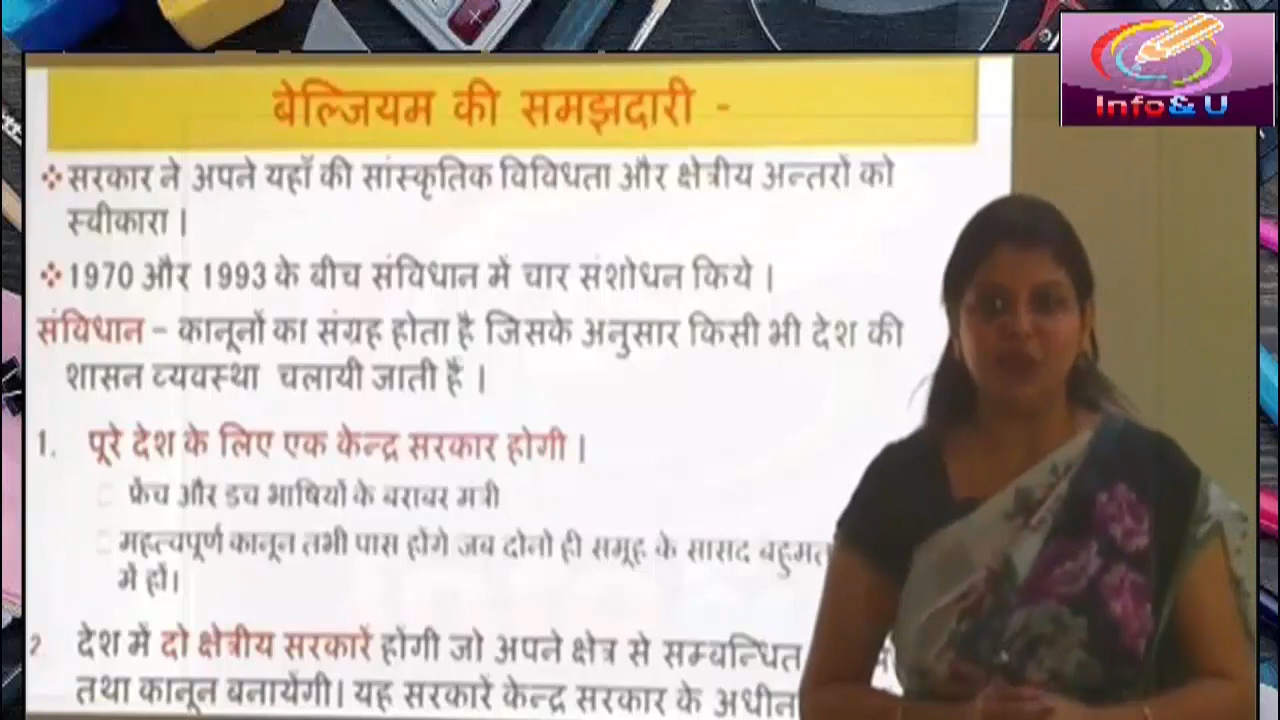 Info & U
बेल्जियम की समझदारी -
सरकार ने अपने यहाँ की सांस्कृतिक विविधता और क्षेत्रीय अन्तरों को
स्वीकारा ।
1970 और 1993 के बीच संविधान में चार संशोधन किये ।
संविधान – कानूनों का संग्रह होता है जिसके अनुसार किसी भी देश की
शासन व्यवस्था चलायी जाती है ।
1. पूरे देश के लिए एक केन्द्र सरकार होगी ।
फ्रेंच और डच भाषियों के बराबर मंत्री
महत्वपूर्ण कानून तभी पास होंगे जब दोनो ही समूह के सांसद बहुमत
में हों।
2. देश में दो क्षेत्रीय सरकारें होंगी जो अपने क्षेत्र से सम्बन्धित
तथा कानून बनायेंगी। यह सरकारें केन्द्र सरकार के अधीन